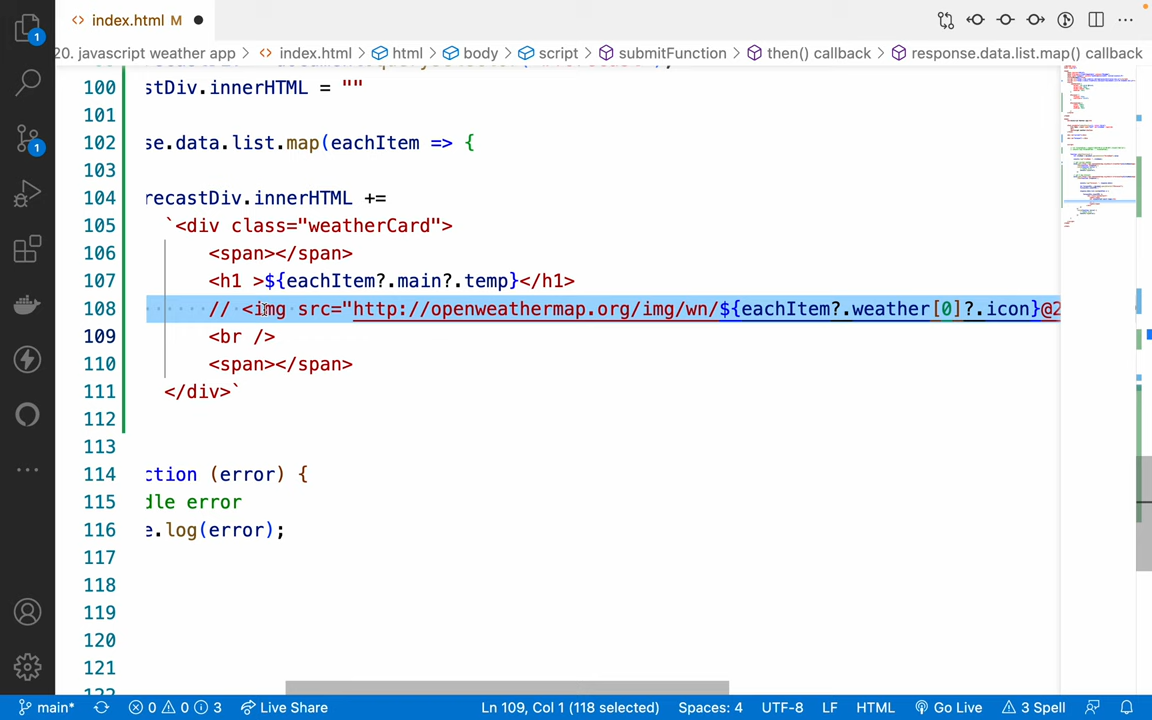 index.html M
1
20. javascript weather app > index.html > html > body > script > submitFunction > then() callback > response.data.list.map() callback
100 stDiv.innerHTML = ""
101
102 se.data.list.map(eachItem => {
103
104 recastDiv.innerHTML +=
105 `<div class="weatherCard">
106 <span></span>
107 <h1 >${eachItem?.main?.temp}</h1>
108 // <img src="http://openweathermap.org/img/wn/${eachItem?.weather[0]?.icon}@2
109 <br />
110 <span></span>
111 </div>`
112
113
114 ction (error) {
115 dle error
116 e.log(error);
117
118
119
120
121
1
main* 0 0 3 Live Share Ln 109, Col 1 (118 selected) Spaces: 4 UTF-8 LF HTML Go Live 3 Spell